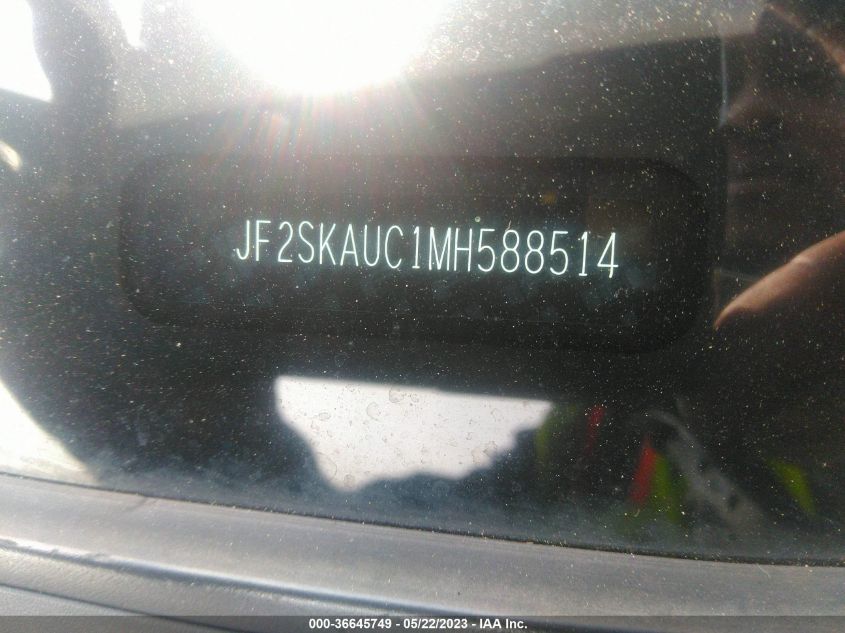 JF2SKAUC1MH588514
000-36645749 - 05/22/2023 - IAA Inc.